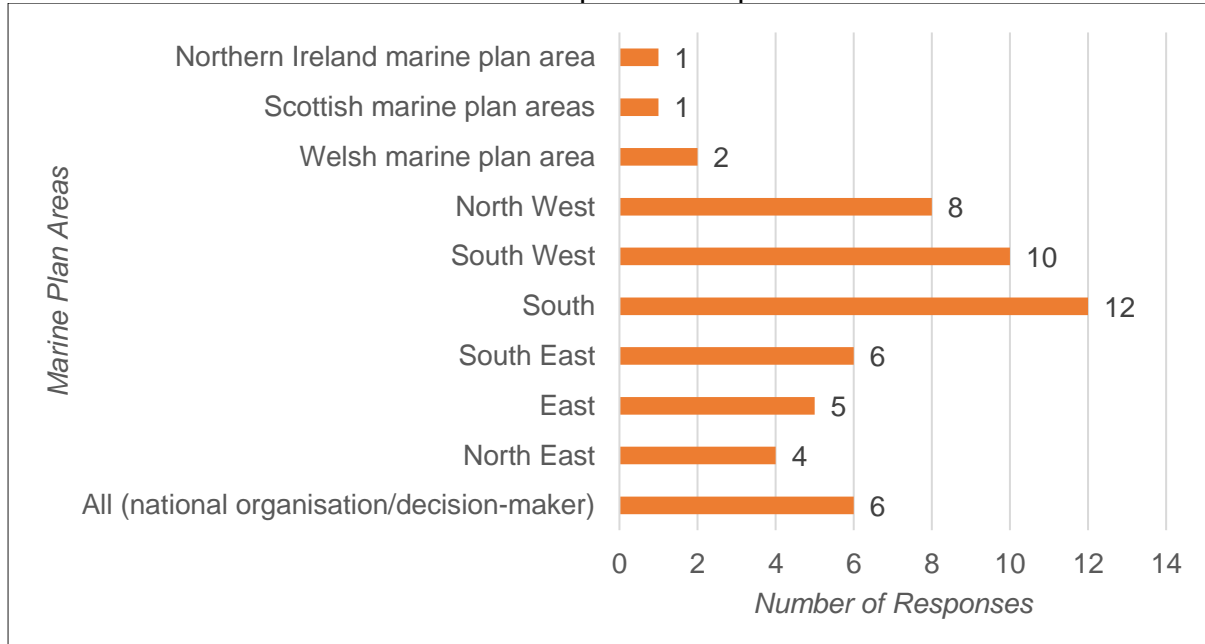 Northern Ireland marine plan area 1
Scottish marine plan areas 1
Welsh marine plan area 2
North West 8
South West 10
South 12
South East 6
East 5
North East 4
All (national organisation/decision-maker) 6
Marine Plan Areas
0 2 4 6 8 10 12 14
Number of Responses